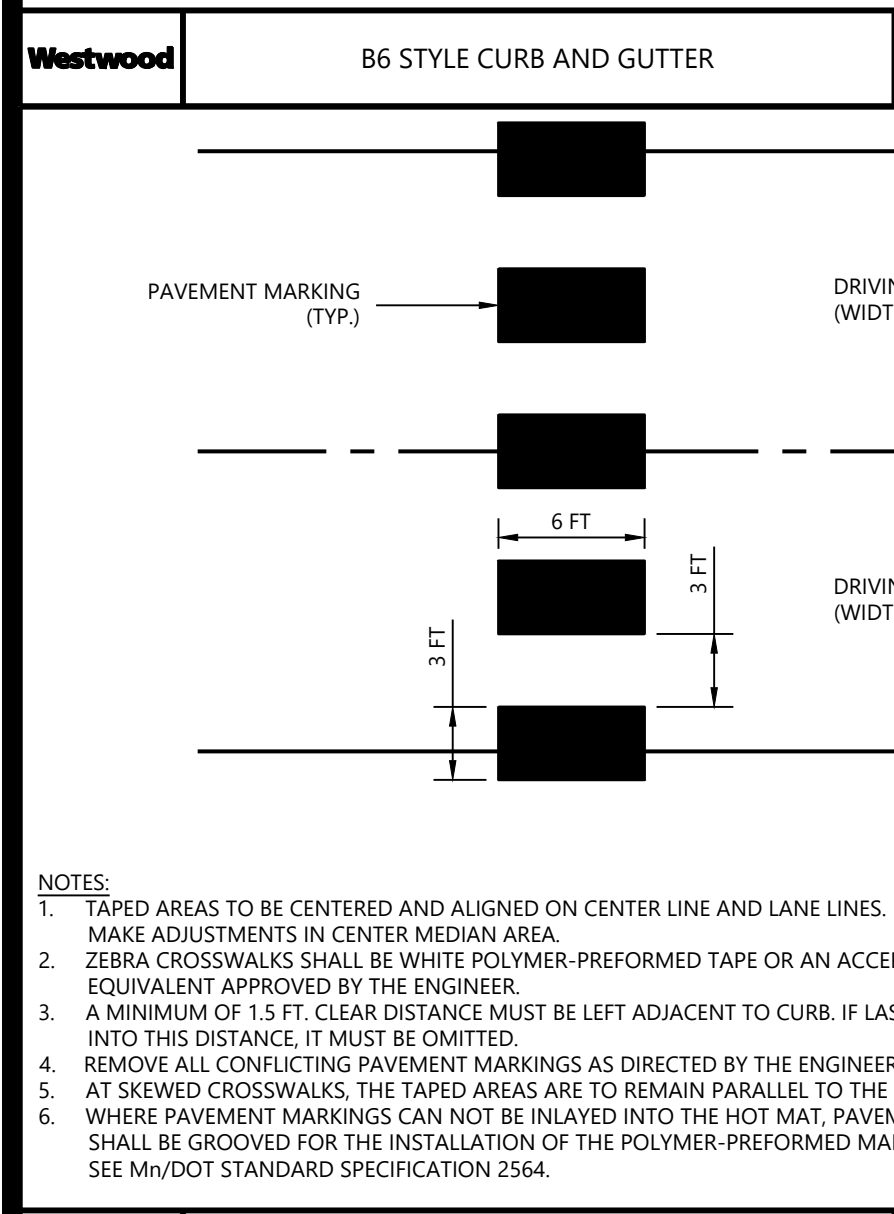 Westwood
B6 STYLE CURB AND GUTTER
PAVEMENT MARKING
(TYP.)
6 FT
3 FT
3 FT
NOTES:
1. TAPED AREAS TO BE CENTERED AND ALIGNED ON CENTER LINE AND LANE LINES.
MAKE ADJUSTMENTS IN CENTER MEDIAN AREA.
2. ZEBRA CROSSWALKS SHALL BE WHITE POLYMER-PREFORMED TAPE OR AN
EQUIVALENT APPROVED BY THE ENGINEER.
3. A MINIMUM OF 1.5 FT. CLEAR DISTANCE MUST BE LEFT ADJACENT TO CURB. IF
INTO THIS DISTANCE, IT MUST BE OMITTED.
4. REMOVE ALL CONFLICTING PAVEMENT MARKINGS AS DIRECTED BY THE ENGINEER
5. AT SKEWED CROSSWALKS, THE TAPED AREAS ARE TO REMAIN PARALLEL TO THE
6. WHERE PAVEMENT MARKINGS CAN NOT BE INLAYED INTO THE HOT MAT,
SHALL BE GROOVED FOR THE INSTALLATION OF THE POLYMER-PREFORMED
SEE Mn/DOT STANDARD SPECIFICATION 2564.